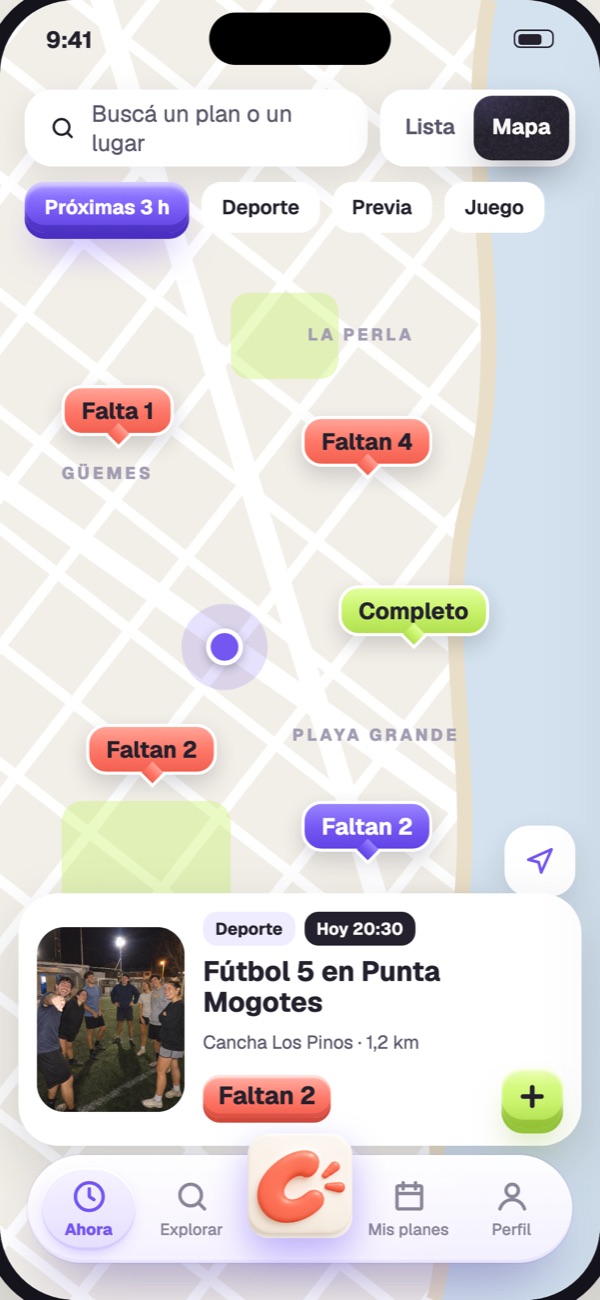 9:41
Buscá un plan o un
lugar
Lista
Mapa
Próximas 3 h
Deporte
Previa
Juego
LA PERLA
Falta 1
Faltan 4
GÜEMES
Completo
PLAYA GRANDE
Faltan 2
Faltan 2
Deporte
Hoy 20:30
Fútbol 5 en Punta
Mogotes
Cancha Los Pinos · 1,2 km
Faltan 2
Ahora
Explorar
Mis planes
Perfil